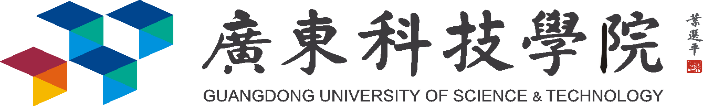 廣東科技學院
GUANGDONG UNIVERSITY OF SCIENCE & TECHNOLOGY
葉選平